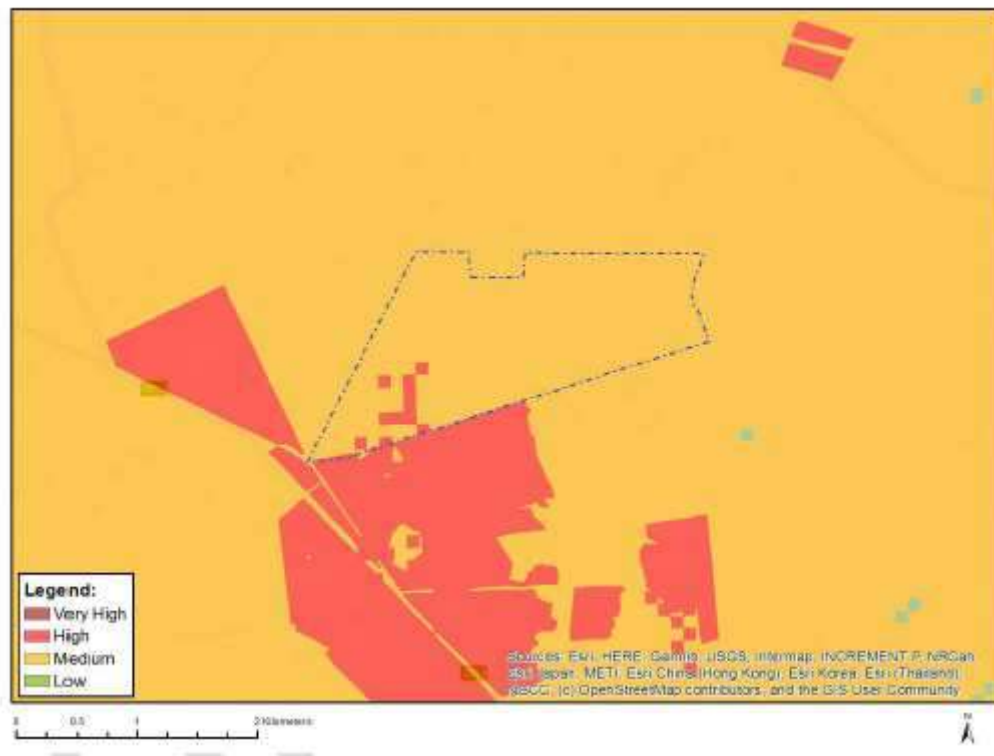 Legend:
Very High
High
Medium
Low
Sources: Esri, HERE, Garmin, USGS, Intermap, INCREMENT P, NRCan
Esri Japan, METI, Esri China (Hong Kong), Esri Korea, Esri (Thailand),
NGCC, (c) OpenStreetMap contributors, and the GIS User Community
0 0.5 1 2 Kilometers
N